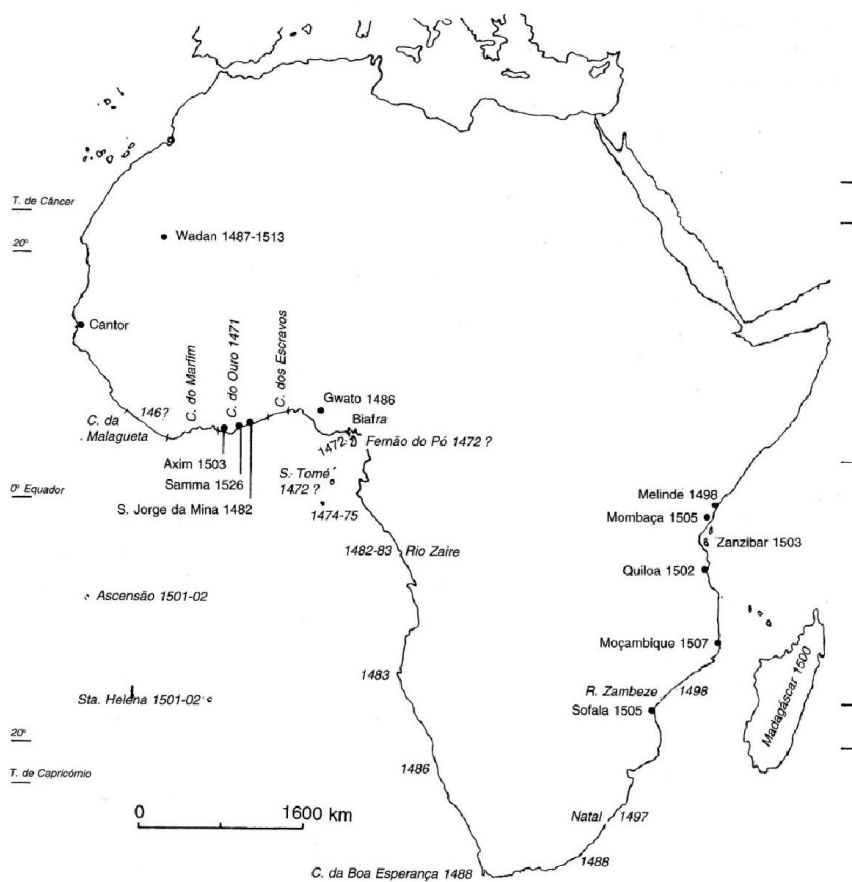 T. de Câncer
20º
Wadan 1487-1513
Cantor
C. do Marfim
C. do Ouro 1471
C. dos Escravos
Gwato 1486
C. da
Malagueta
146?
Biafra
1472-?
Fernão do Pó 1472 ?
Axim 1503
Samma 1526
S. Jorge da Mina 1482
S. Tomé
1472 ?
0º Equador
1474-75
Melinde 1498
Mombaça 1505
Zanzibar 1503
1482-83
Rio Zaire
Quiloa 1502
Ascensão 1501-02
Moçambique 1507
1483
Sta. Helena 1501-02
R. Zambeze
1498
Madagáscar 1500
Sofala 1505
20º
T. de Capricórnio
1486
0
1600 km
Natal
1497
1488
C. da Boa Esperança 1488